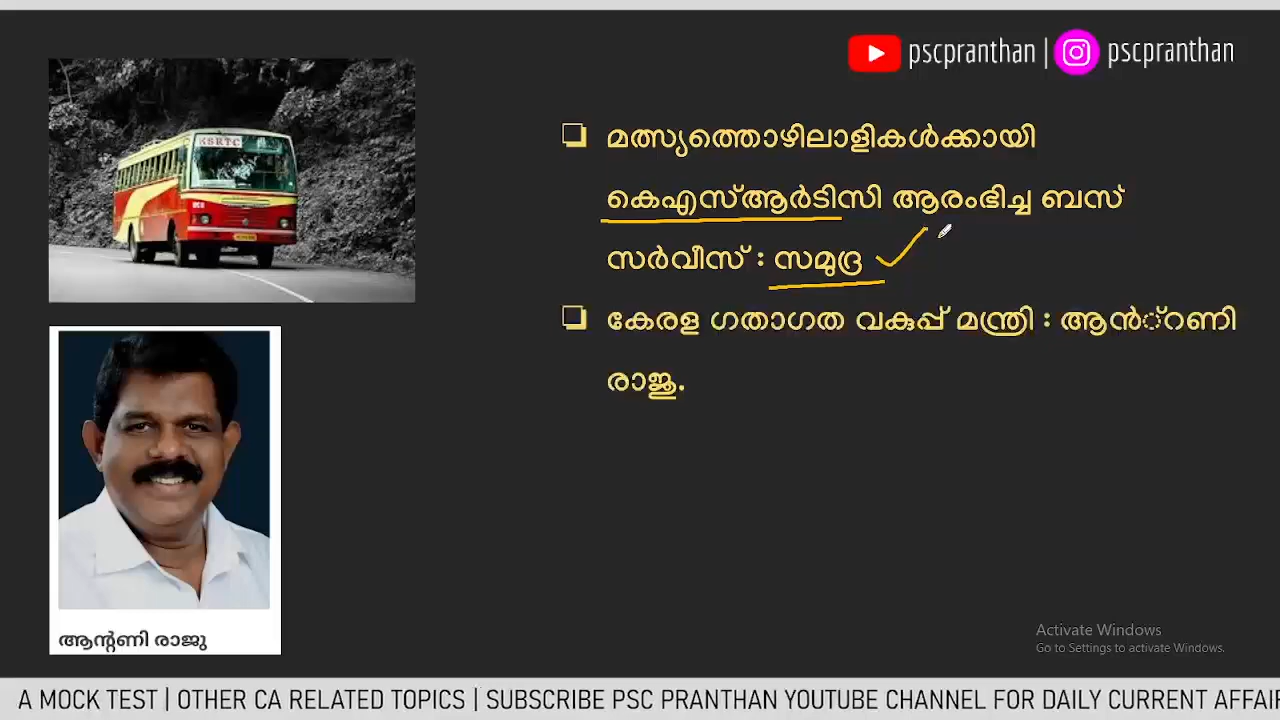 pscpranthan | pscpranthan
KSRTC
❑ മത്സ്യത്തൊഴിലാളികൾക്കായി
കെഎസ്ആർടിസി ആരംഭിച്ച ബസ്
സർവീസ് : സമുദ്ര
❑ കേരള ഗതാഗത വകുപ്പ് മന്ത്രി : ആൻ്റണി
രാജു.
ആന്റണി രാജു
Activate Windows
Go to Settings to activate Windows.
A MOCK TEST | OTHER CA RELATED TOPICS | SUBSCRIBE PSC PRANTHAN YOUTUBE CHANNEL FOR DAILY CURRENT AFFAI